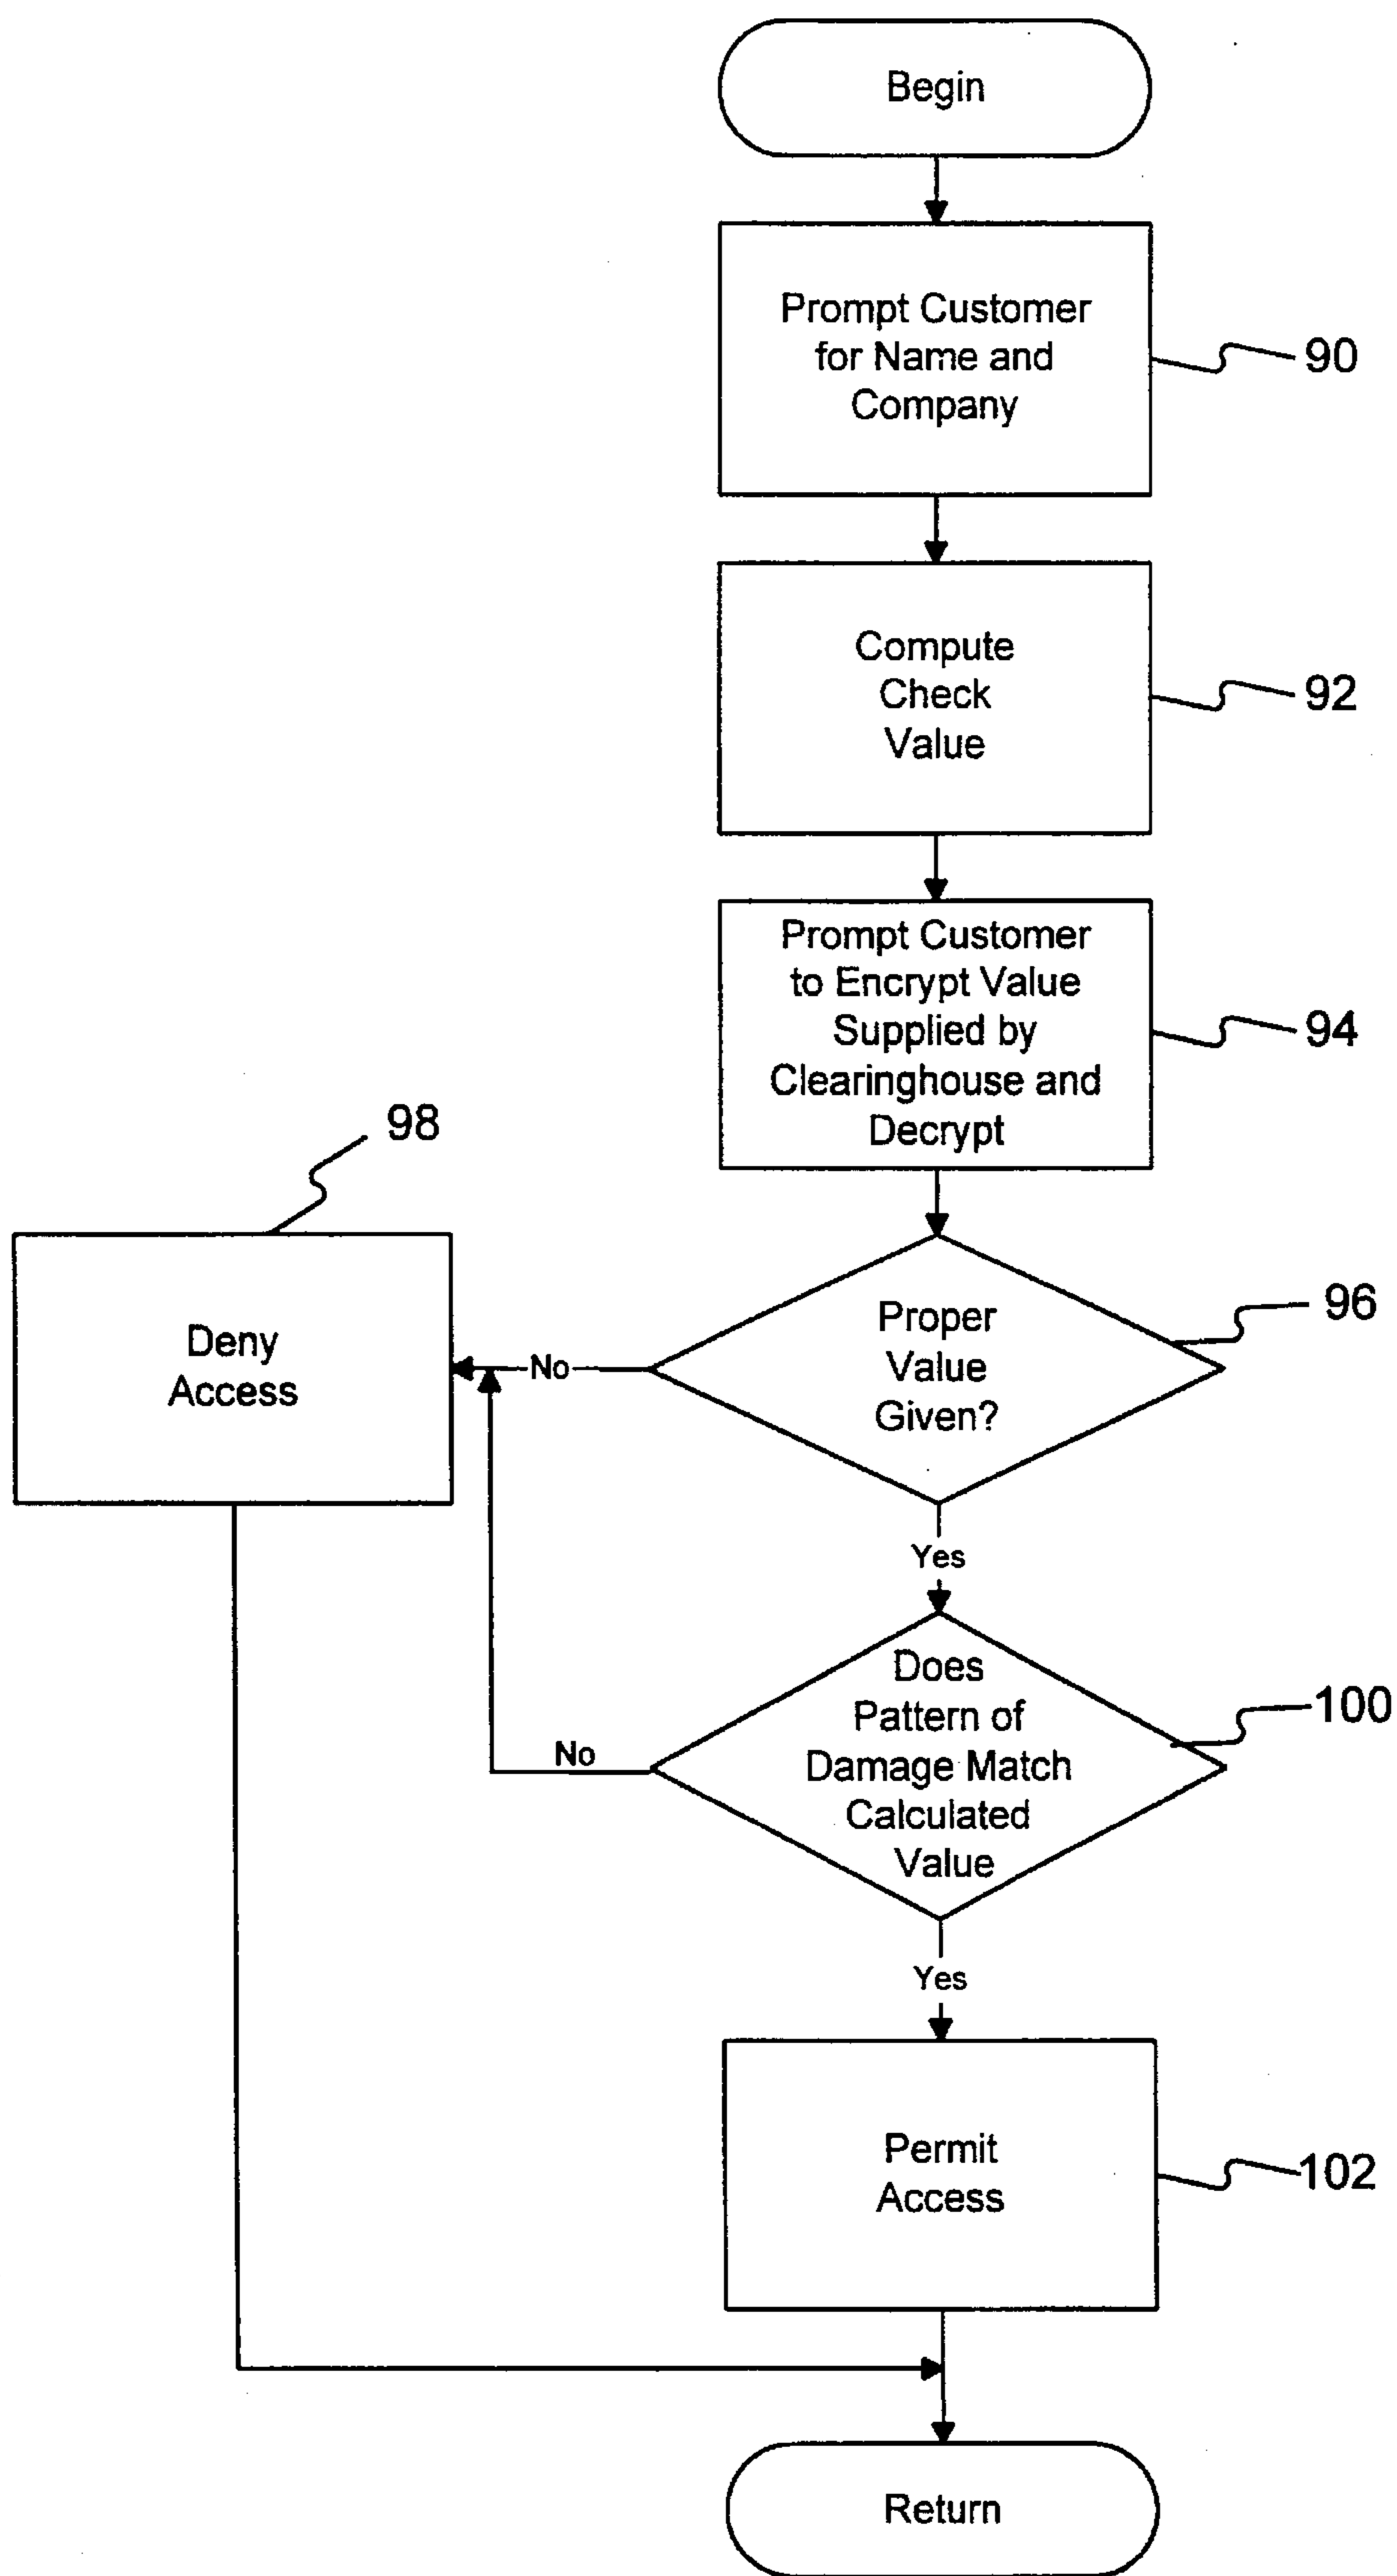 Begin
Prompt Customer
for Name and
Company
90
Compute
Check
Value
92
Prompt Customer
to Encrypt Value
Supplied by
Clearinghouse and
Decrypt
94
98
Deny
Access
Proper
Value
Given?
96
No
Yes
Does
Pattern of
Damage Match
Calculated
Value
100
No
Yes
Permit
Access
102
Return